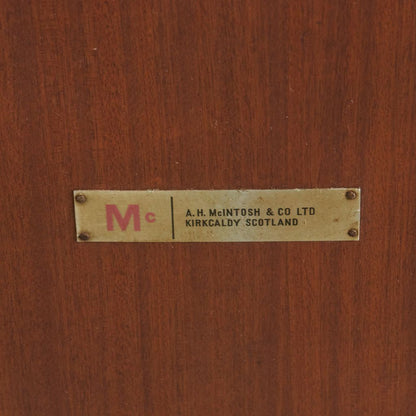 Mc
A.H. McINTOSH & CO LTD
KIRKCALDY SCOTLAND